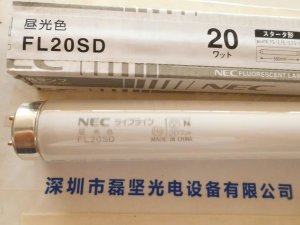 昼光色
FL20SD
20
ワット
スタータ形
NEC FLUORESCENT LAMP
NEC ライフライン
昼光色
FL20SD
MADE IN CHINA
深圳市磊坚光电设备有限公司